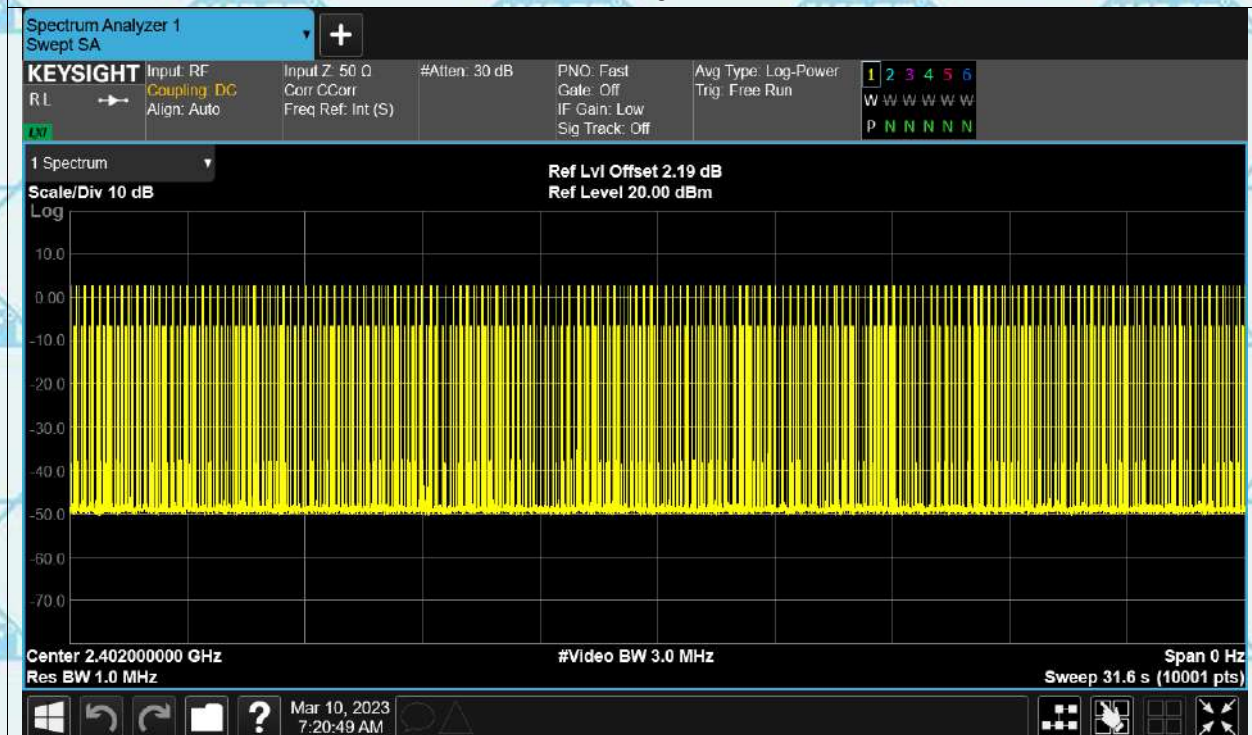 Spectrum Analyzer 1
Swept SA
+
KEYSIGHT
RL
LXI
Input: RF
Coupling: DC
Align: Auto
Input Z: 50 Ω
Corr CCorr
Freq Ref: Int (S)
#Atten: 30 dB
PNO: Fast
Gate: Off
IF Gain: Low
Sig Track: Off
Avg Type: Log-Power
Trig: Free Run
1 2 3 4 5 6
W W W W W W
P N N N N N
1 Spectrum
Scale/Div 10 dB
Ref Lvl Offset 2.19 dB
Ref Level 20.00 dBm
Log
10.0
0.00
-10.0
-20.0
-30.0
-40.0
-50.0
-60.0
-70.0
Center 2.402000000 GHz
#Video BW 3.0 MHz
Span 0 Hz
Res BW 1.0 MHz
Sweep 31.6 s (10001 pts)
?
Mar 10, 2023
7:20:49 AM